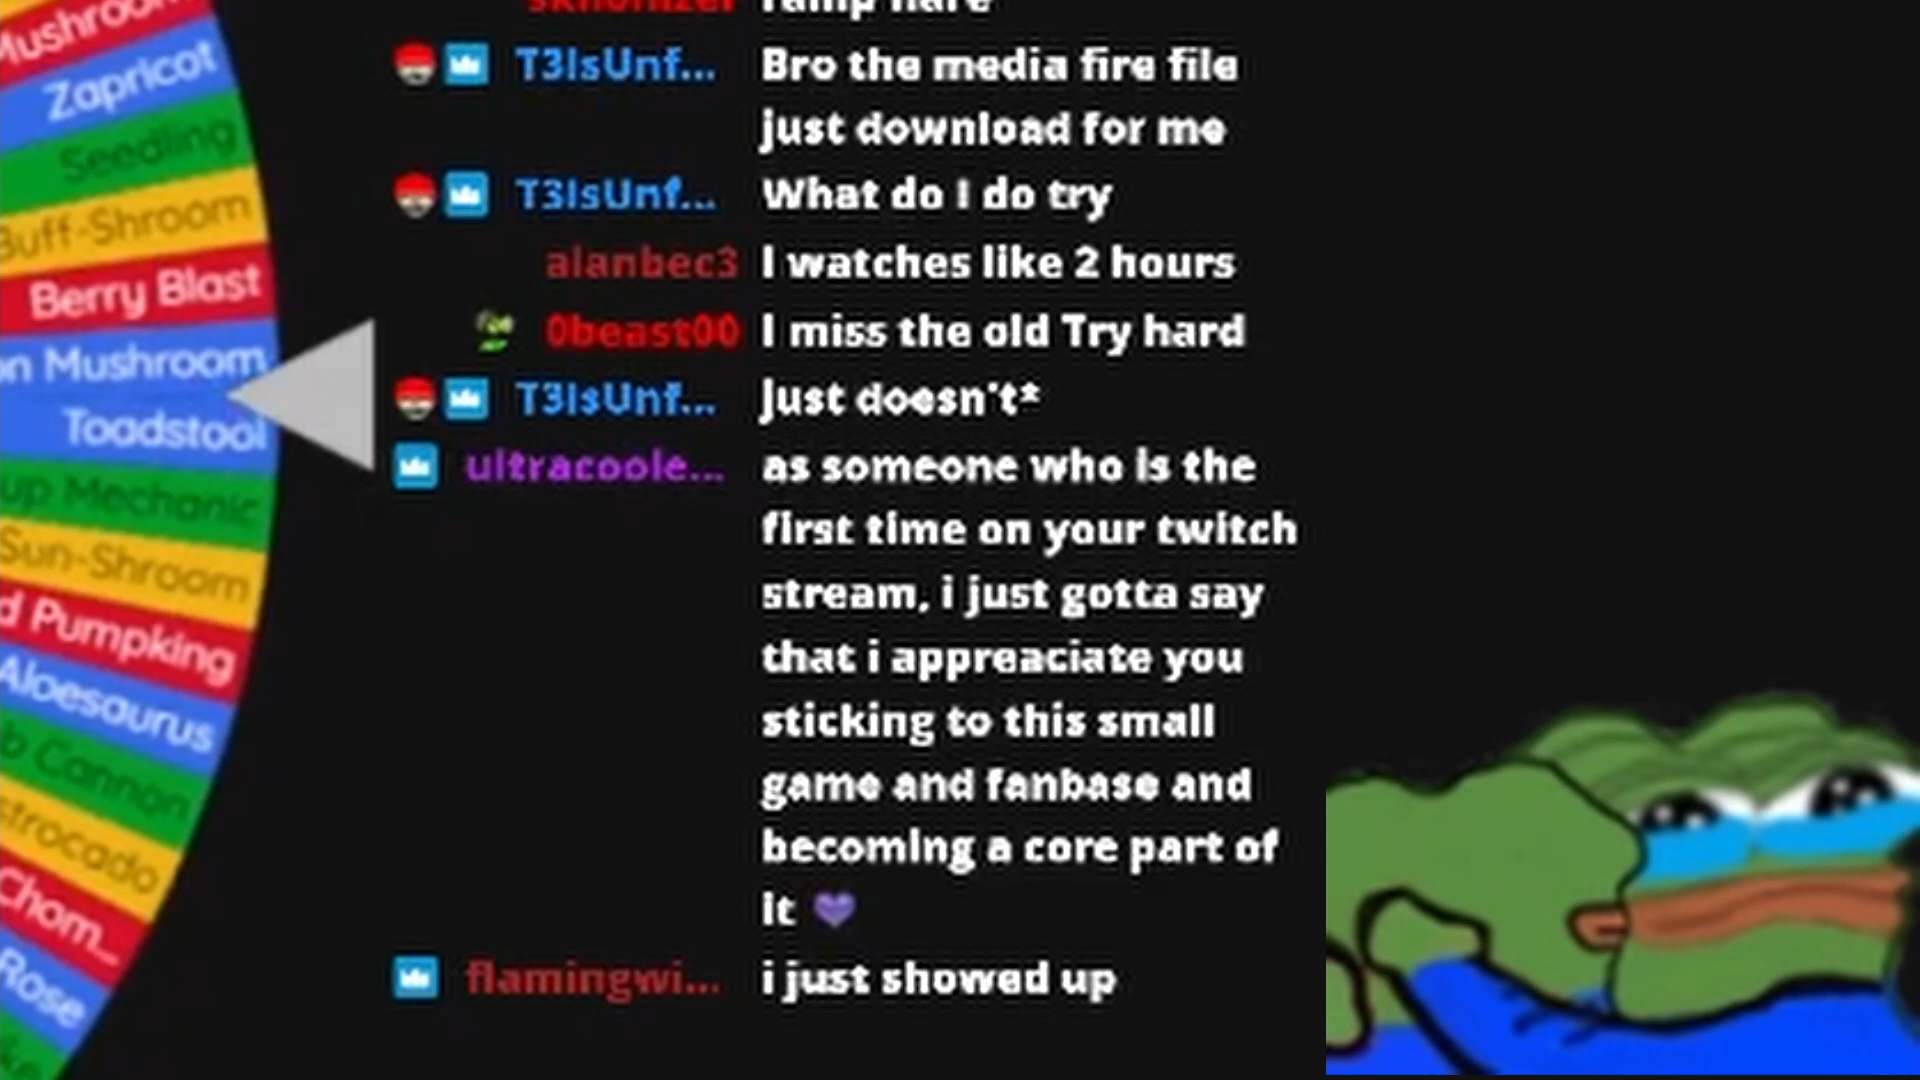 Mushroom
Zapricot
Seedling
Buff-Shroom
Berry Blast
Mushroom
Toadstool
up Mechanic
Sun-Shroom
d Pumpking
Aloesaurus
b Cannon
strocado
Chom...
Rose
T3IsUnf... Bro the media fire file
just download for me
T3IsUnf... What do I do try
alanbec3 I watches like 2 hours
0beast00 I miss the old Try hard
T3IsUnf... Just doesn't*
ultracoole... as someone who is the
first time on your twitch
stream, i just gotta say
that i appreaciate you
sticking to this small
game and fanbase and
becoming a core part of
it 💜
flamingwi... i just showed up